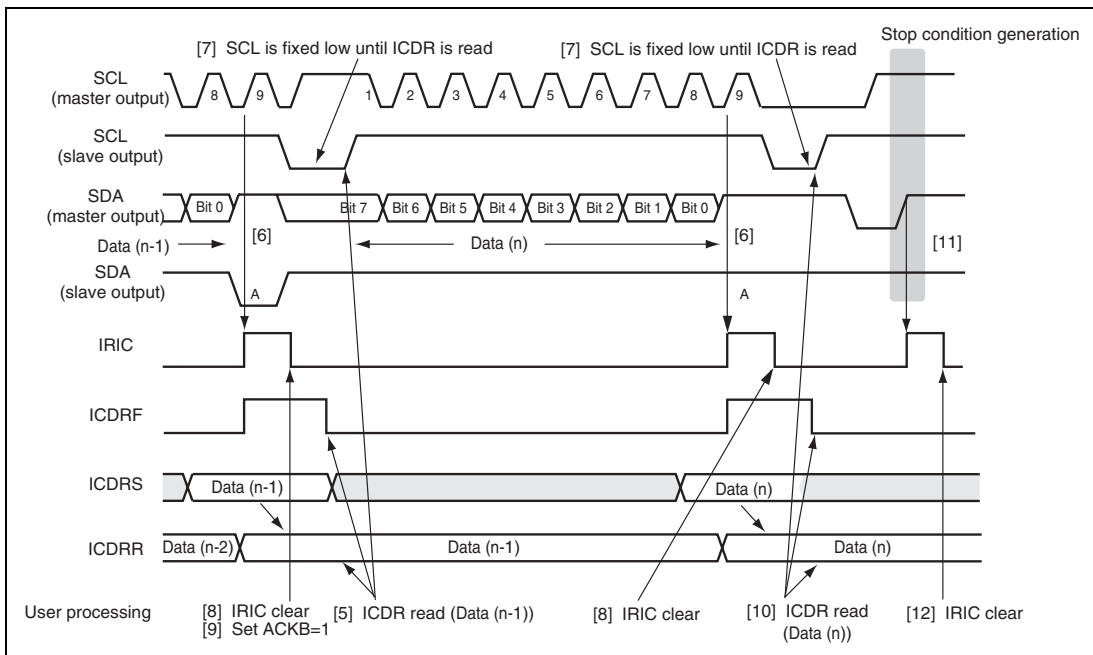 Stop condition generation
[7] SCL is fixed low until ICDR is read
[7] SCL is fixed low until ICDR is read
SCL
(master output)
8
9
1
2
3
4
5
6
7
8
9
SCL
(slave output)
SDA
(master output)
Bit 0
Bit 7
Bit 6
Bit 5
Bit 4
Bit 3
Bit 2
Bit 1
Bit 0
Data (n-1)
[6]
Data (n)
[6]
[11]
SDA
(slave output)
A
A
IRIC
ICDRF
ICDRS
Data (n-1)
Data (n)
ICDRR
Data (n-2)
Data (n-1)
Data (n)
User processing
[8] IRIC clear
[9] Set ACKB=1
[5] ICDR read (Data (n-1))
[8] IRIC clear
[10] ICDR read
(Data (n))
[12] IRIC clear